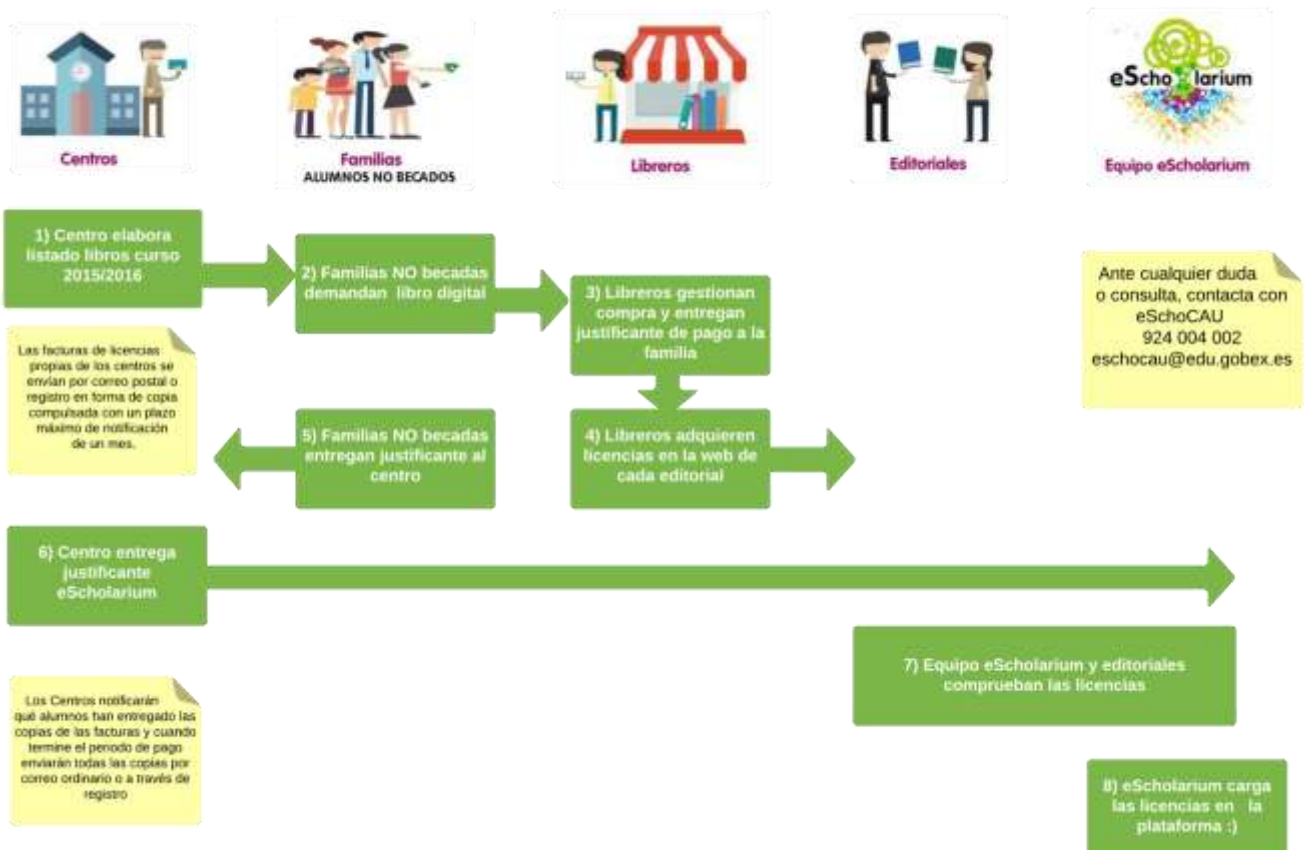 eScholarium
Centros
Familias
ALUMNOS NO BECADOS
Libreros
Editoriales
Equipo eScholarium
1) Centro elabora
listado libros curso
2015/2016
2) Familias NO becadas
demandan libro digital
3) Libreros gestionan
compra y entregan
justificante de pago a la
familia
Ante cualquier duda
o consulta, contacta con
eSchoCAU
924 004 002
eschocau@edu.gobex.es
Las facturas de licencias
propias de los centros se
envían por correo postal o
registro en forma de copia
compulsada con un plazo
máximo de notificación
de un mes.
5) Familias NO becadas
entregan justificante al
centro
4) Libreros adquieren
licencias en la web de
cada editorial
6) Centro entrega
justificante
eScholarium
7) Equipo eScholarium y editoriales
comprueban las licencias
Los Centros notificarán
qué alumnos han entregado las
copias de las facturas y cuando
termine el periodo de pago
enviarán todas las copias por
correo ordinario o a través de
registro
8) eScholarium carga
las licencias en la
plataforma :)